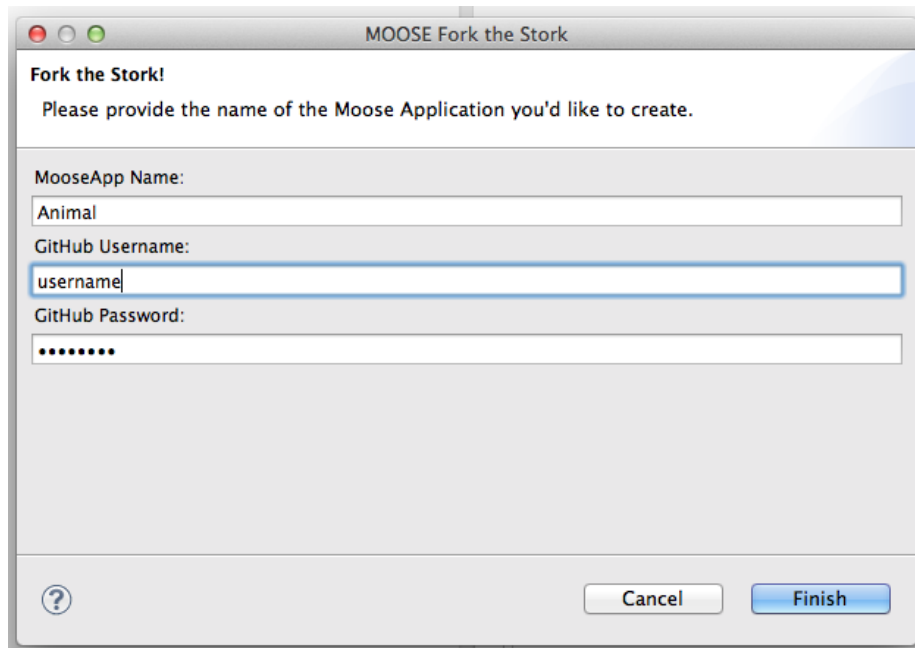 MOOSE Fork the Stork
Fork the Stork!
Please provide the name of the Moose Application you'd like to create.
MooseApp Name:
Animal
GitHub Username:
username
GitHub Password:
••••••••
?
Cancel
Finish